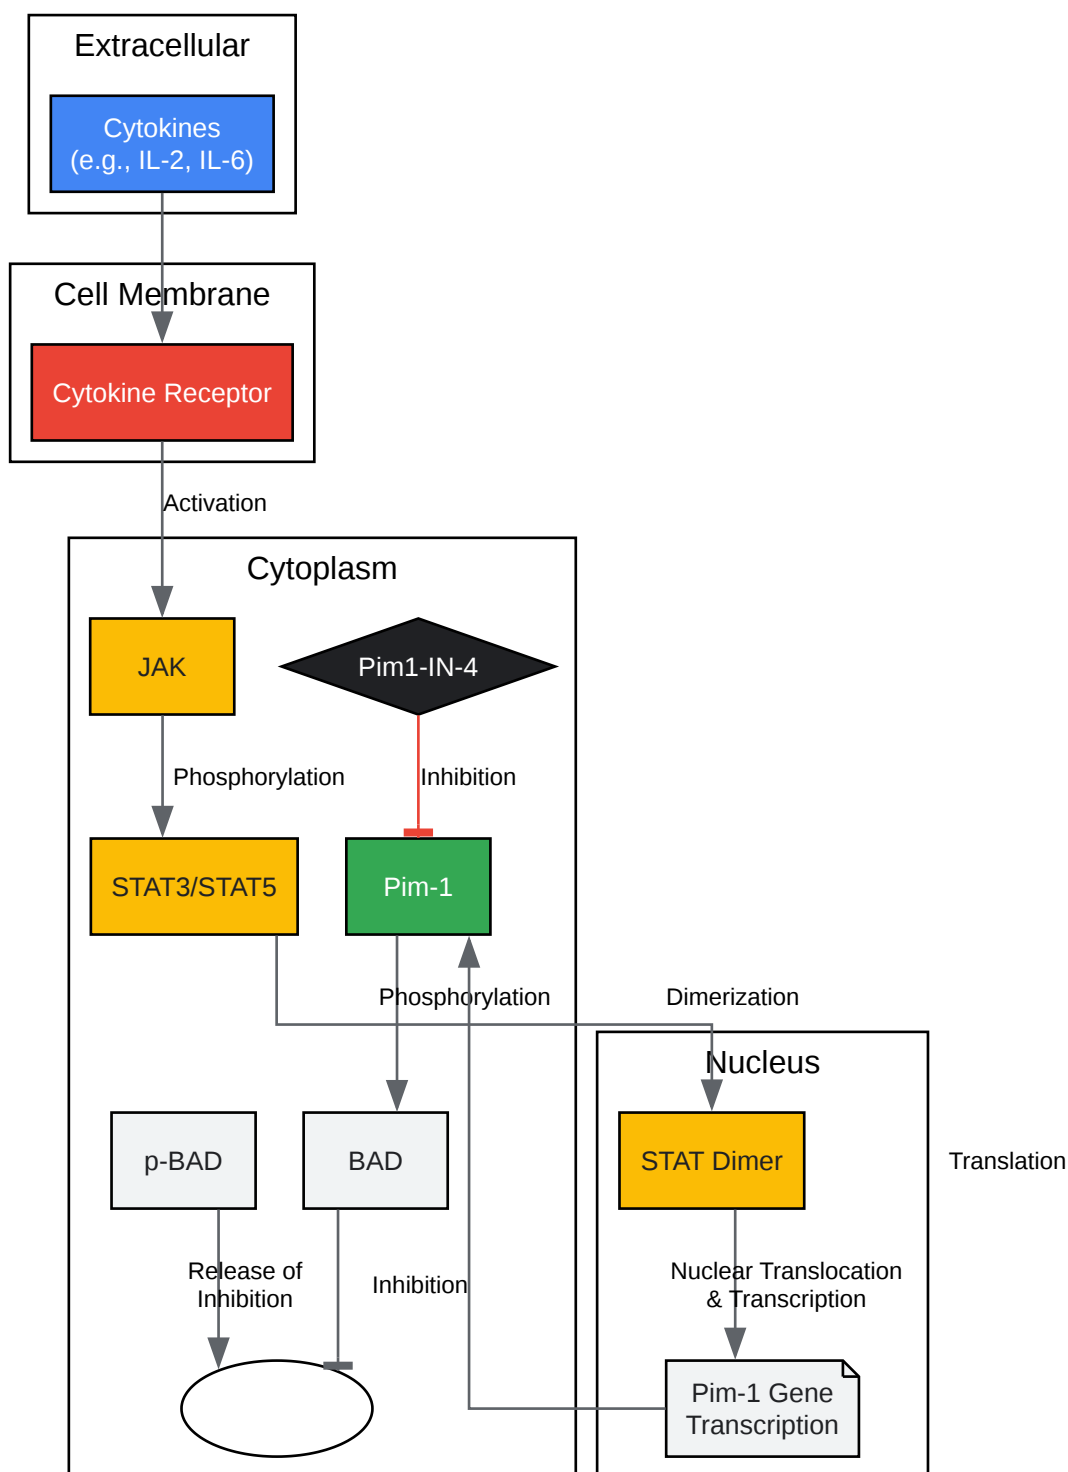 Extracellular
Cytokines
(e.g., IL-2, IL-6)
Cell Membrane
Cytokine Receptor
Activation
Cytoplasm
JAK
Pim1-IN-4
Phosphorylation
Inhibition
STAT3/STAT5
Pim-1
Phosphorylation
Dimerization
Nucleus
p-BAD
BAD
STAT Dimer
Translation
Release of
Inhibition
Inhibition
Nuclear Translocation
& Transcription
Pim-1 Gene
Transcription